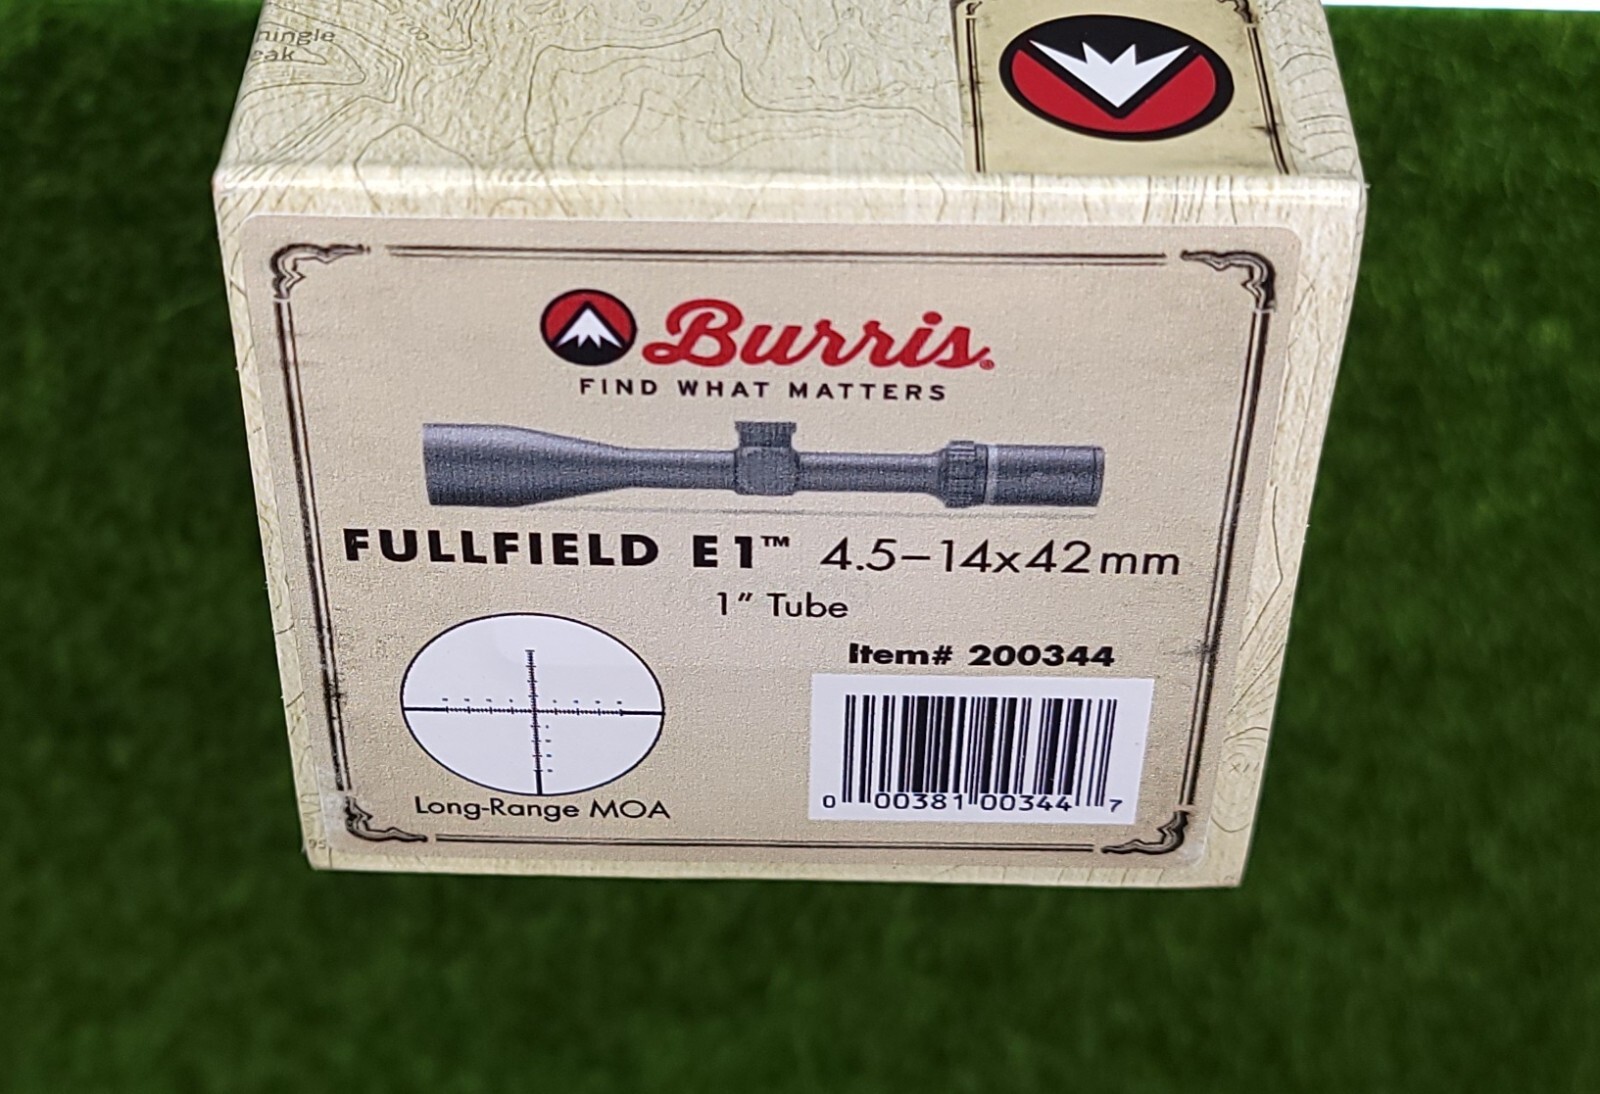 Burris®
FIND WHAT MATTERS
FULLFIELD E1™ 4.5–14x42mm
1" Tube
Item# 200344
Long-Range MOA
0 00381 00344 7